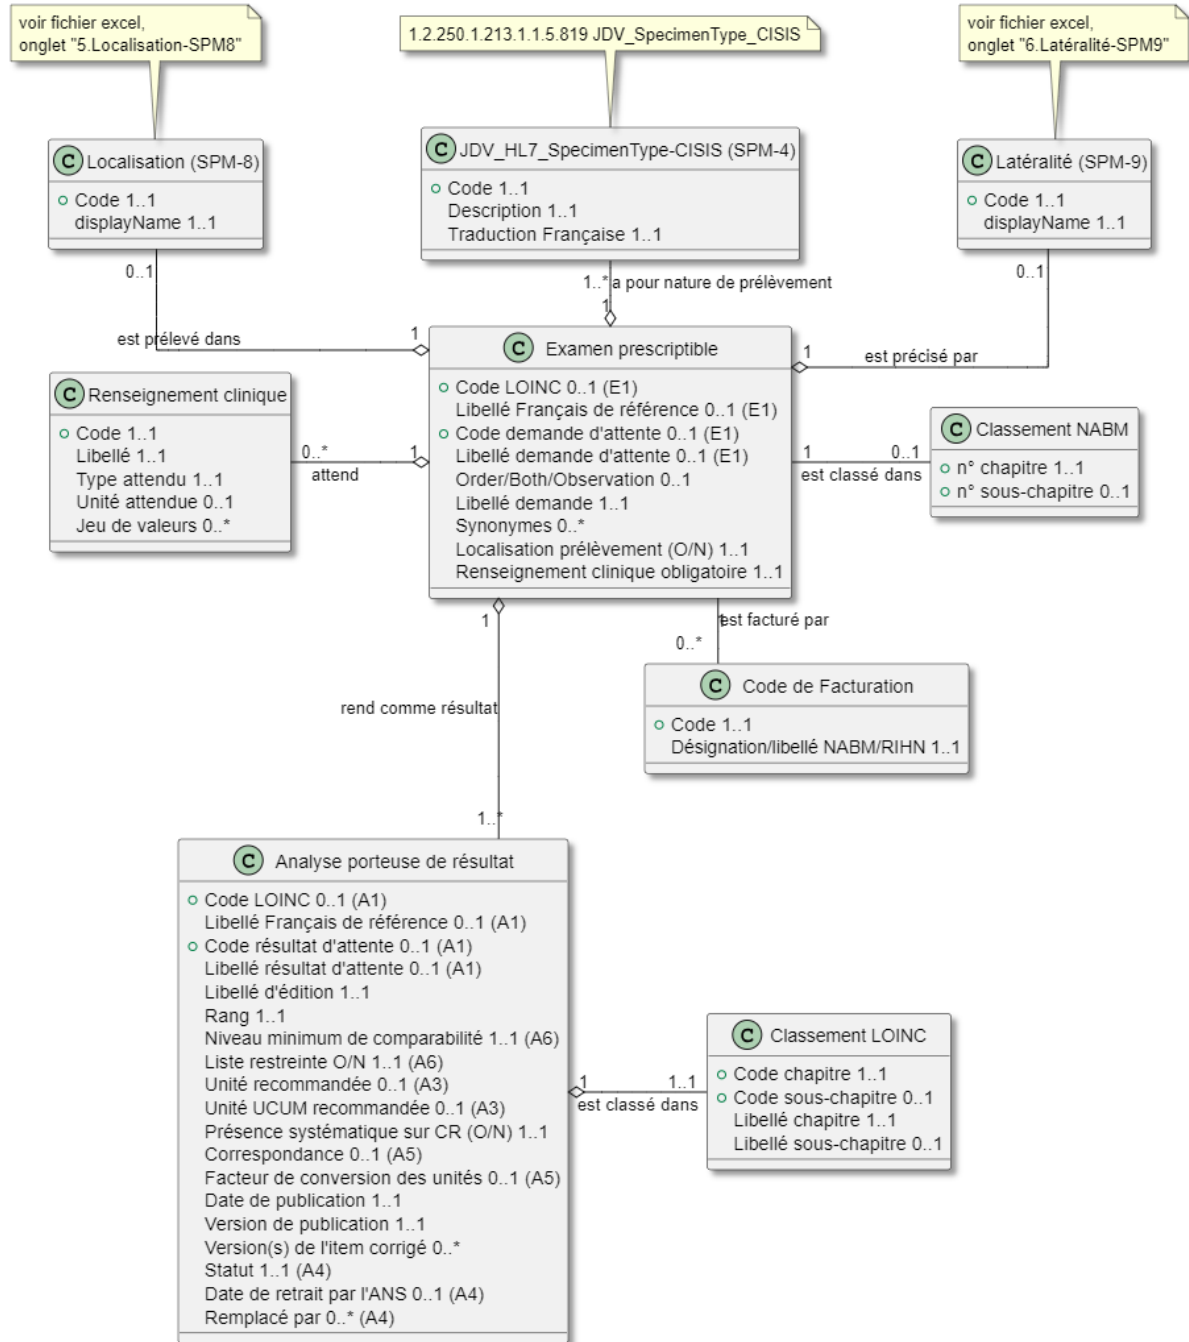 voir fichier excel,
onglet "5.Localisation-SPM8"
1.2.250.1.213.1.1.5.819 JDV_SpecimenType_CISIS
voir fichier excel,
onglet "6.Latéralité-SPM9"
C Localisation (SPM-8)
Code 1..1
displayName 1..1
C JDV_HL7_SpecimenType-CISIS (SPM-4)
Code 1..1
Description 1..1
Traduction Française 1..1
C Latéralité (SPM-9)
Code 1..1
displayName 1..1
0..1
1..* a pour nature de prélèvement
0..1
1
est prélevé dans
1
1
est précisé par
C Examen prescriptible
Code LOINC 0..1 (E1)
Libellé Français de référence 0..1 (E1)
Code demande d'attente 0..1 (E1)
Libellé demande d'attente 0..1 (E1)
Order/Both/Observation 0..1
Libellé demande 1..1
Synonymes 0..*
Localisation prélèvement (O/N) 1..1
Renseignement clinique obligatoire 1..1
C Renseignement clinique
Code 1..1
Libellé 1..1
Type attendu 1..1
Unité attendue 0..1
Jeu de valeurs 0..*
0..*
1
attend
1
0..1
est classé dans
C Classement NABM
n° chapitre 1..1
n° sous-chapitre 0..1
1
1
est facturé par
0..*
C Code de Facturation
Code 1..1
Désignation/libellé NABM/RIHN 1..1
rend comme résultat
1..*
C Analyse porteuse de résultat
Code LOINC 0..1 (A1)
Libellé Français de référence 0..1 (A1)
Code résultat d'attente 0..1 (A1)
Libellé résultat d'attente 0..1 (A1)
Libellé d'édition 1..1
Rang 1..1
Niveau minimum de comparabilité 1..1 (A6)
Liste restreinte O/N 1..1 (A6)
Unité recommandée 0..1 (A3)
Unité UCUM recommandée 0..1 (A3)
Présence systématique sur CR (O/N) 1..1
Correspondance 0..1 (A5)
Facteur de conversion des unités 0..1 (A5)
Date de publication 1..1
Version de publication 1..1
Version(s) de l'item corrigé 0..*
Statut 1..1 (A4)
Date de retrait par l'ANS 0..1 (A4)
Remplacé par 0..* (A4)
1
1..1
est classé dans
C Classement LOINC
Code chapitre 1..1
Code sous-chapitre 0..1
Libellé chapitre 1..1
Libellé sous-chapitre 0..1